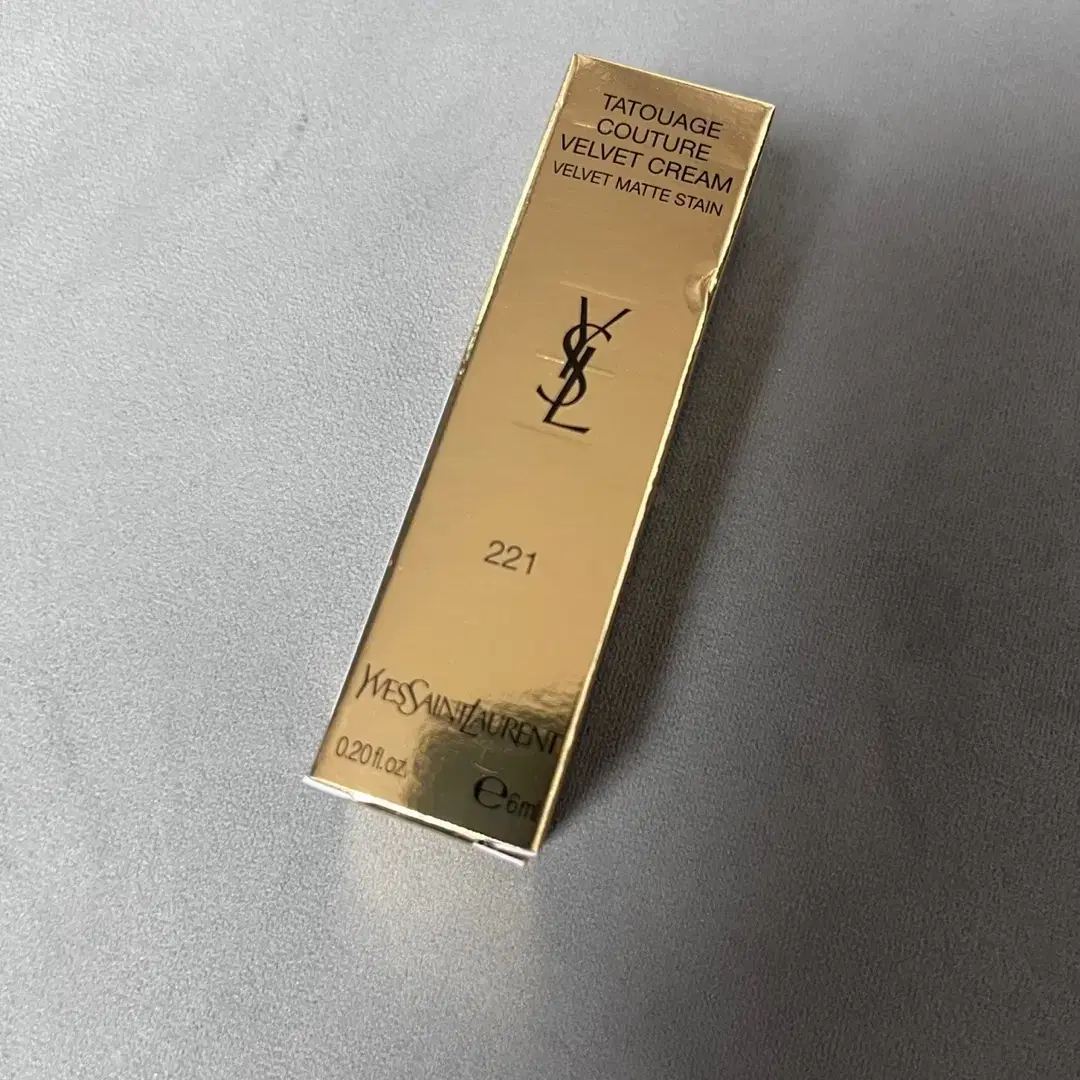 TATOUAGE
COUTURE
VELVET CREAM
VELVET MATTE STAIN
YSL
221
YVESSAINTLAURENT
0.20 fl. oz.
e 6ml